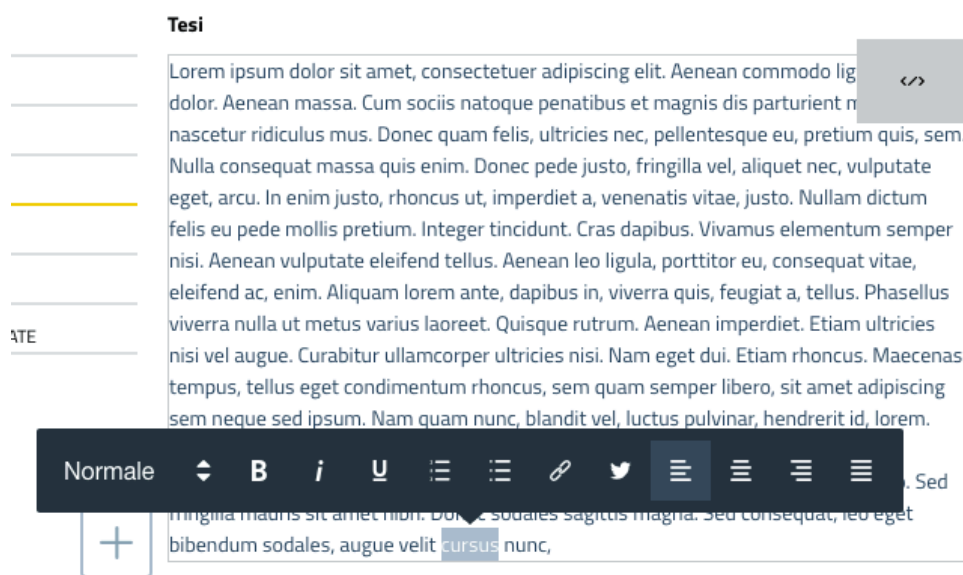 Tesi
Lorem ipsum dolor sit amet, consectetuer adipiscing elit. Aenean commodo lig
dolor. Aenean massa. Cum sociis natoque penatibus et magnis dis parturient m
nascetur ridiculus mus. Donec quam felis, ultricies nec, pellentesque eu, pretium quis, sem.
Nulla consequat massa quis enim. Donec pede justo, fringilla vel, aliquet nec, vulputate
eget, arcu. In enim justo, rhoncus ut, imperdiet a, venenatis vitae, justo. Nullam dictum
felis eu pede mollis pretium. Integer tincidunt. Cras dapibus. Vivamus elementum semper
nisi. Aenean vulputate eleifend tellus. Aenean leo ligula, porttitor eu, consequat vitae,
eleifend ac, enim. Aliquam lorem ante, dapibus in, viverra quis, feugiat a, tellus. Phasellus
viverra nulla ut metus varius laoreet. Quisque rutrum. Aenean imperdiet. Etiam ultricies
ATE
nisi vel augue. Curabitur ullamcorper ultricies nisi. Nam eget dui. Etiam rhoncus. Maecenas
tempus, tellus eget condimentum rhoncus, sem quam semper libero, sit amet adipiscing
sem neque sed ipsum. Nam quam nunc, blandit vel, luctus pulvinar, hendrerit id, lorem.
Normale B i U
. Sed
fringilla mauris sit amet nibh. Donec sodales sagittis magna. Sed consequat, leo eget
bibendum sodales, augue velit cursus nunc,